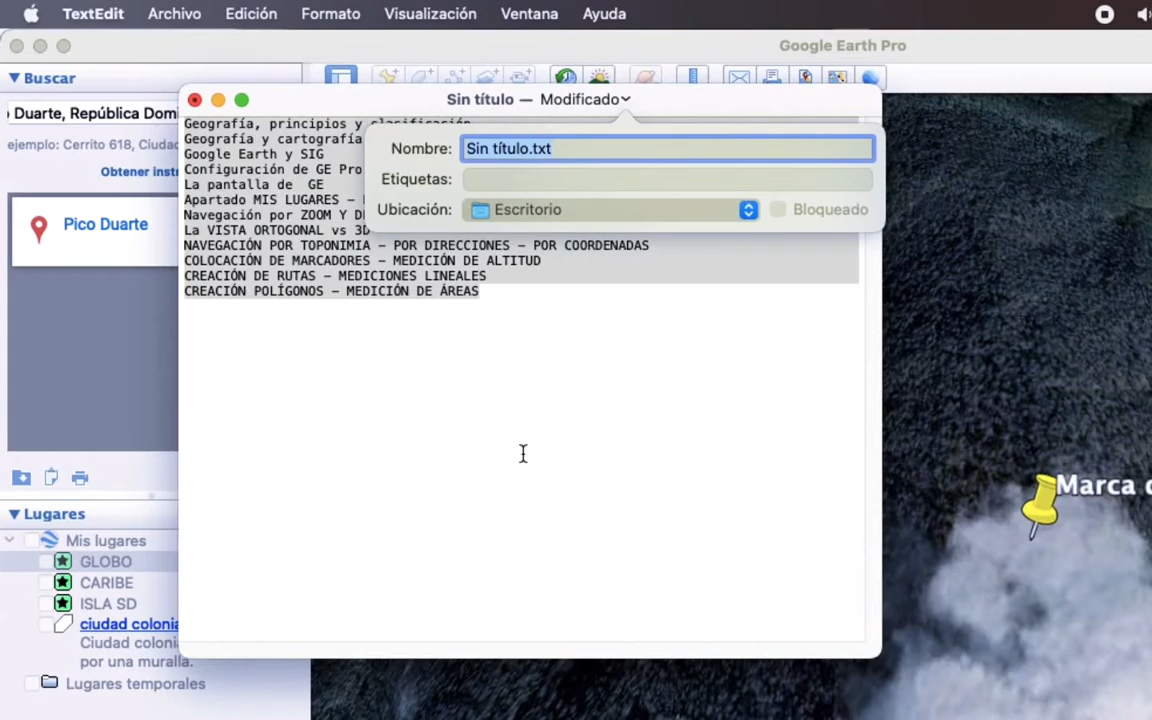 TextEdit Archivo Edición Formato Visualización Ventana Ayuda
Google Earth Pro
Buscar
Duarte, República Domi
ejemplo: Cerrito 618, Ciudad
Obtener instr
Pico Duarte
Sin título — Modificado
Geografía, principios y clasificación
Geografía y cartografía
Google Earth y SIG
Configuración de GE Pro
La pantalla de  GE
Apartado MIS LUGARES –
Navegación por ZOOM Y D
La VISTA ORTOGONAL vs 3D
NAVEGACIÓN POR TOPONIMIA – POR DIRECCIONES – POR COORDENADAS
COLOCACIÓN DE MARCADORES – MEDICIÓN DE ALTITUD
CREACIÓN DE RUTAS – MEDICIONES LINEALES
CREACIÓN POLÍGONOS – MEDICIÓN DE ÁREAS
Nombre: Sin título.txt
Etiquetas:
Ubicación: Escritorio Bloqueado
Lugares
Mis lugares
GLOBO
CARIBE
ISLA SD
ciudad colonia
Ciudad colonia
por una muralla.
Lugares temporales
Marca d